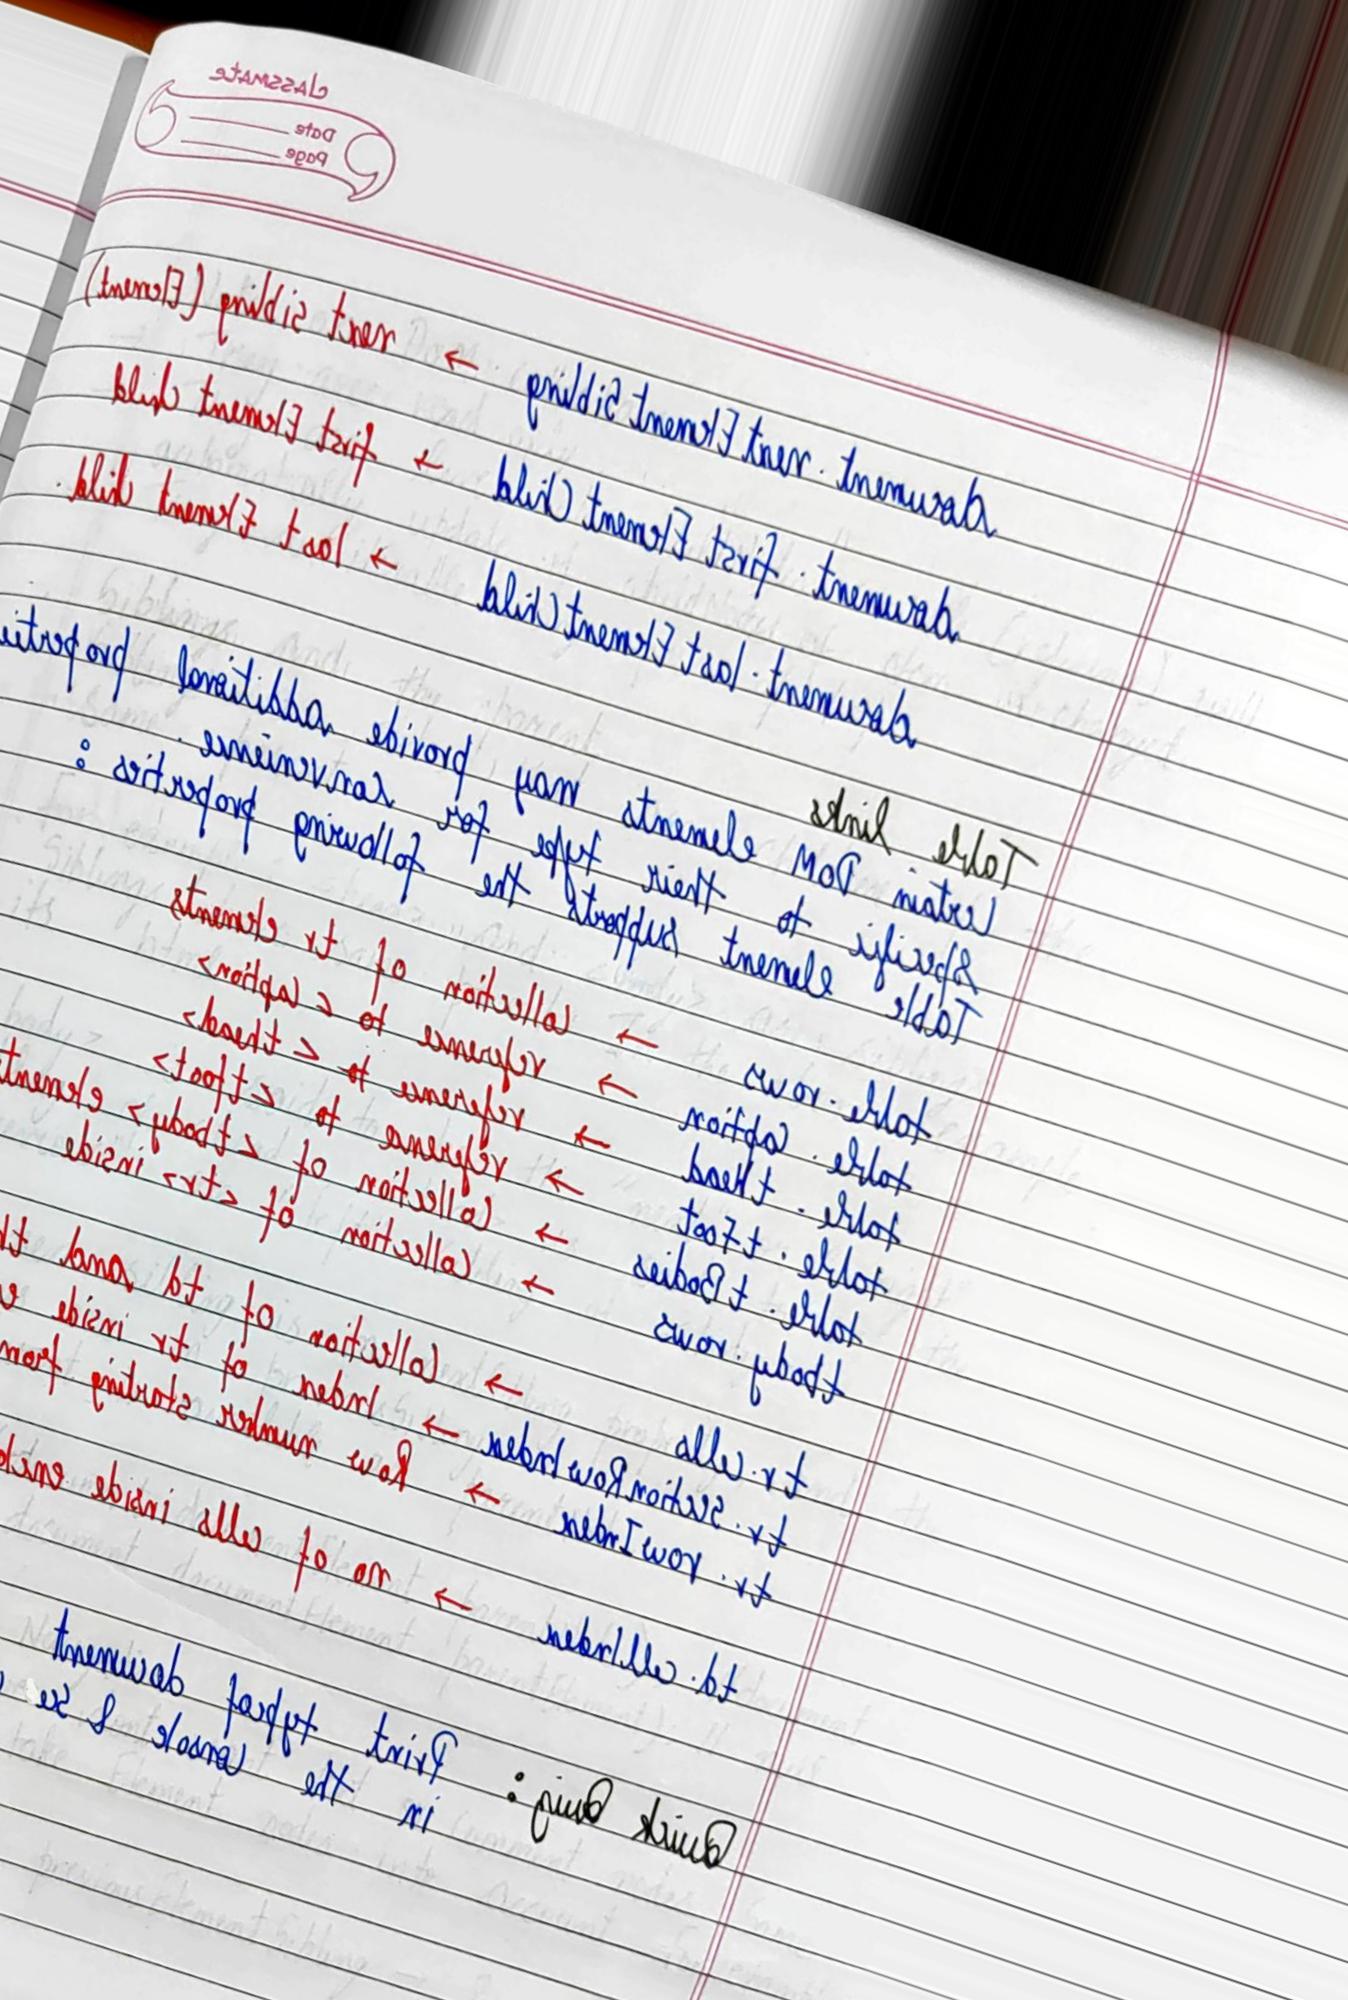 classmate
Date
Page
document.nextElementSibling → next sibling (Element)
document.firstElementChild → first Element child
document.lastElementChild → last Element child.
Table links
Certain DOM elements may provide additional propertie
Specific to their type for convenience.
Table element supports the following properties :
table.rows → Collection of tr elements
table.caption → reference to <caption>
table.tHead → reference to <thead>
table.tFoot → reference to <tfoot>
table.tBodies → Collection of <tbody> element
tbody.rows → Collection of <tr> inside
tr.cells → Collection of td and th
tr.sectionRowIndex → Index of tr inside
tr.rowIndex → Row number starting from
td.cellIndex → no of cells inside
Quick Quiz : Print typeof document
in the console & see